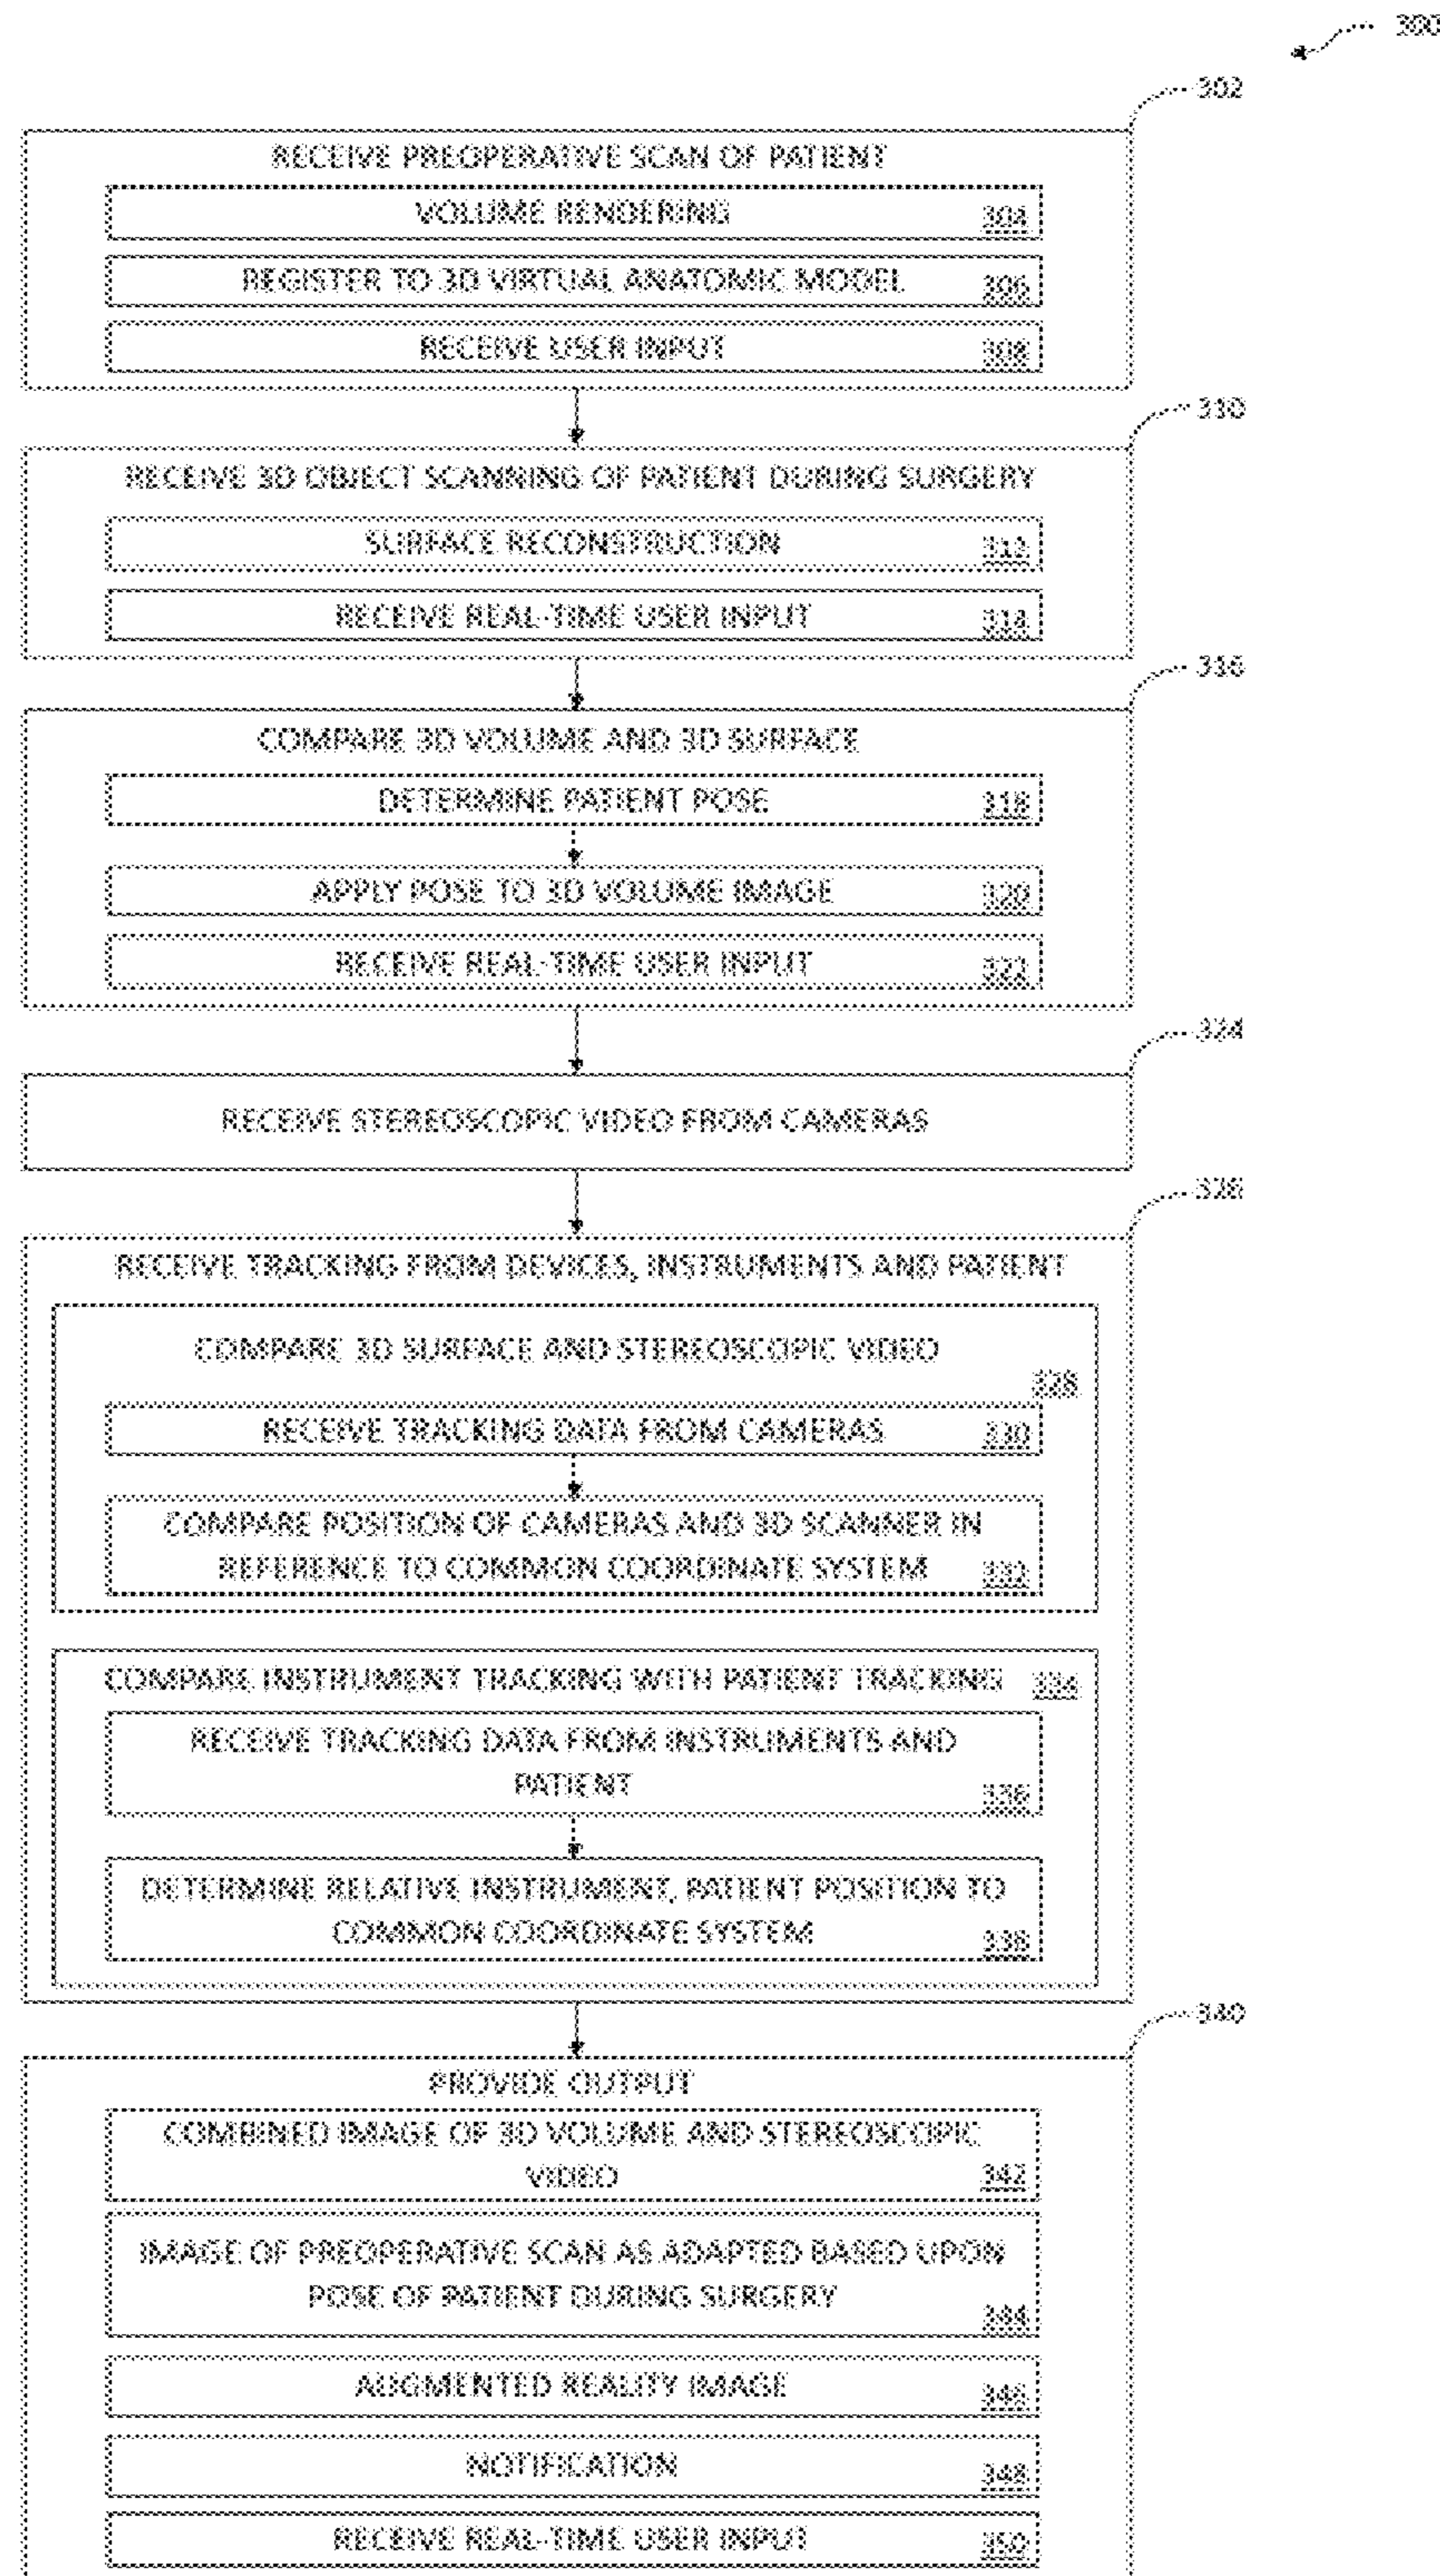 300
302
RECEIVE PREOPERATIVE SCAN OF PATIENT
VOLUME RENDERING 304
REGISTER TO 3D VIRTUAL ANATOMIC MODEL 306
RECEIVE USER INPUT 308
310
RECEIVE 3D OBJECT SCANNING OF PATIENT DURING SURGERY
SURFACE RECONSTRUCTION 312
RECEIVE REAL-TIME USER INPUT 314
316
COMPARE 3D VOLUME AND 3D SURFACE
DETERMINE PATIENT POSE 318
APPLY POSE TO 3D VOLUME IMAGE 320
RECEIVE REAL-TIME USER INPUT 322
324
RECEIVE STEREOSCOPIC VIDEO FROM CAMERAS
326
RECEIVE TRACKING FROM DEVICES, INSTRUMENTS AND PATIENT
COMPARE 3D SURFACE AND STEREOSCOPIC VIDEO
328
RECEIVE TRACKING DATA FROM CAMERAS 330
COMPARE POSITION OF CAMERAS AND 3D SCANNER IN
REFERENCE TO COMMON COORDINATE SYSTEM 332
COMPARE INSTRUMENT TRACKING WITH PATIENT TRACKING 334
RECEIVE TRACKING DATA FROM INSTRUMENTS AND
PATIENT 336
DETERMINE RELATIVE INSTRUMENT, PATIENT POSITION TO
COMMON COORDINATE SYSTEM 338
340
PROVIDE OUTPUT
COMBINED IMAGE OF 3D VOLUME AND STEREOSCOPIC
VIDEO 342
IMAGE OF PREOPERATIVE SCAN AS ADAPTED BASED UPON
POSE OF PATIENT DURING SURGERY 344
AUGMENTED REALITY IMAGE 346
NOTIFICATION 348
RECEIVE REAL-TIME USER INPUT 350